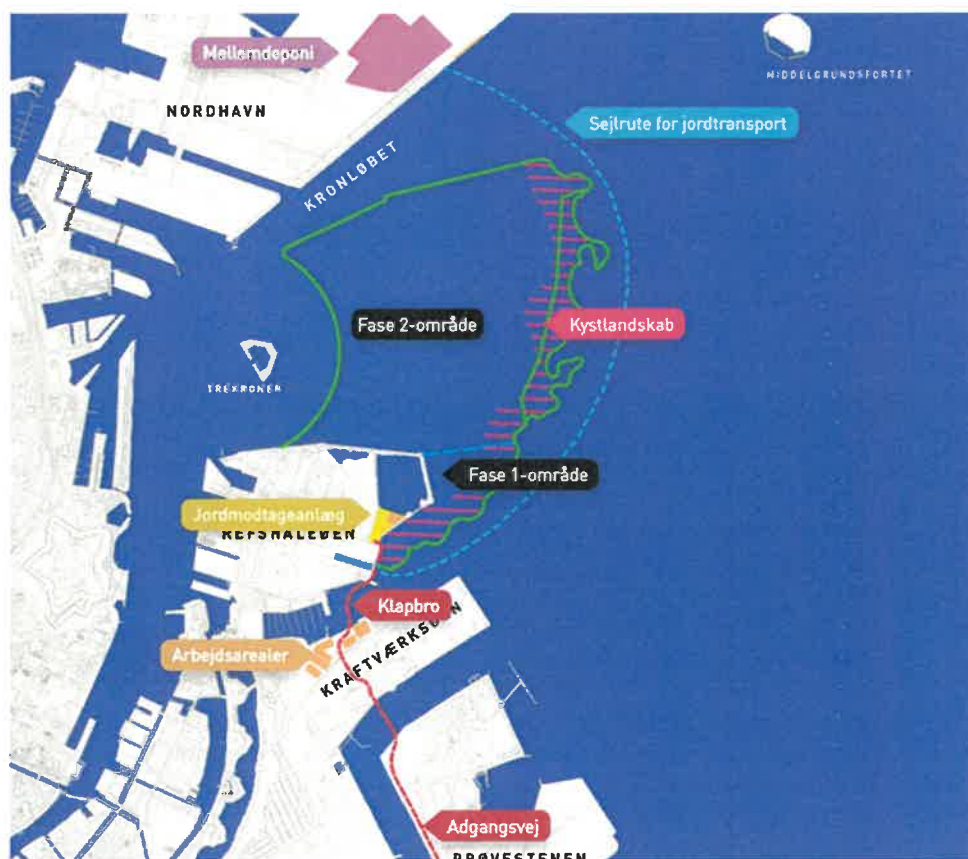 Mellemdeponi
MIDDELGRUNDSFORTET
NORDHAVN
Sejlrute for jordtransport
KRONLØBET
Fase 2-område
Kystlandskab
TREKRONER
Fase 1-område
Jordmodtageanlæg
REFSHALEØEN
Klapbro
Arbejdsarealer
KRAFTVÆRKSØEN
Adgangsvej
PRØVESTENEN